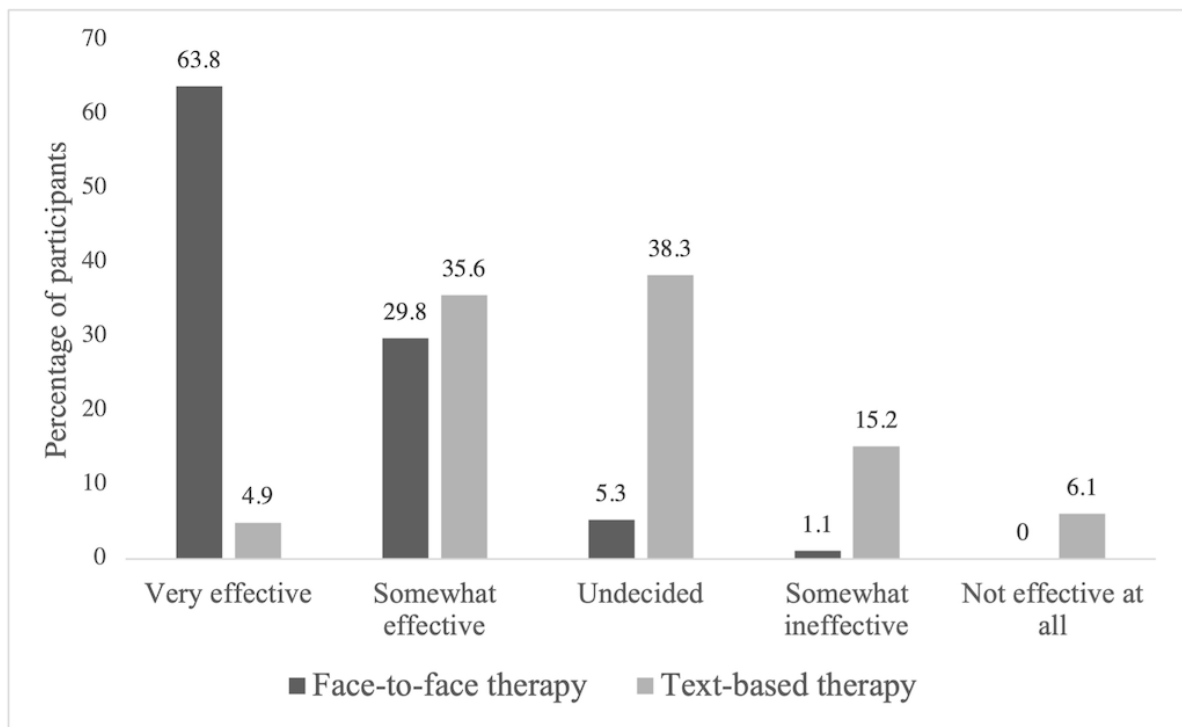 Percentage of participants
70
60
50
40
30
20
10
0
63.8
4.9
29.8
35.6
5.3
38.3
1.1
15.2
0
6.1
Very effective
Somewhat
effective
Undecided
Somewhat
ineffective
Not effective at
all
Face-to-face therapy
Text-based therapy